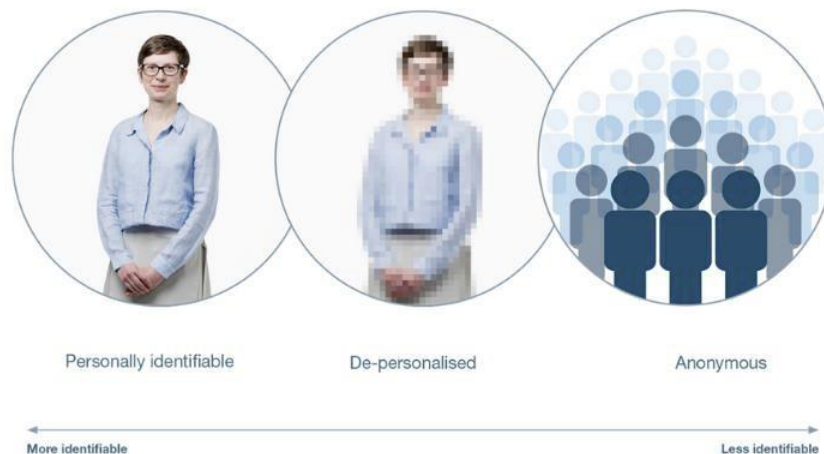 Personally identifiable
De-personalised
Anonymous
More identifiable
Less identifiable